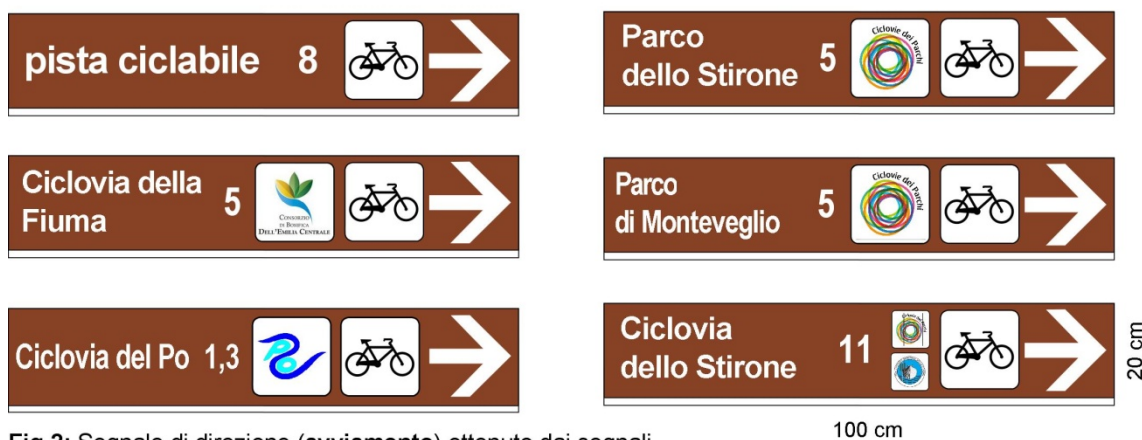 pista ciclabile 8
Parco
dello Stirone 5
Ciclovie dei Parchi
Ciclovia della
Fiuma 5
CONSORZIO
DI BONIFICA
DELL'EMILIA CENTRALE
Parco
di Monteveglio 5
Ciclovie dei Parchi
Ciclovia del Po 1,3
PO
Ciclovia
dello Stirone 11
20 cm
100 cm
Fig 2: Segnale di direzione (avviamento) ottenuto dai segnali